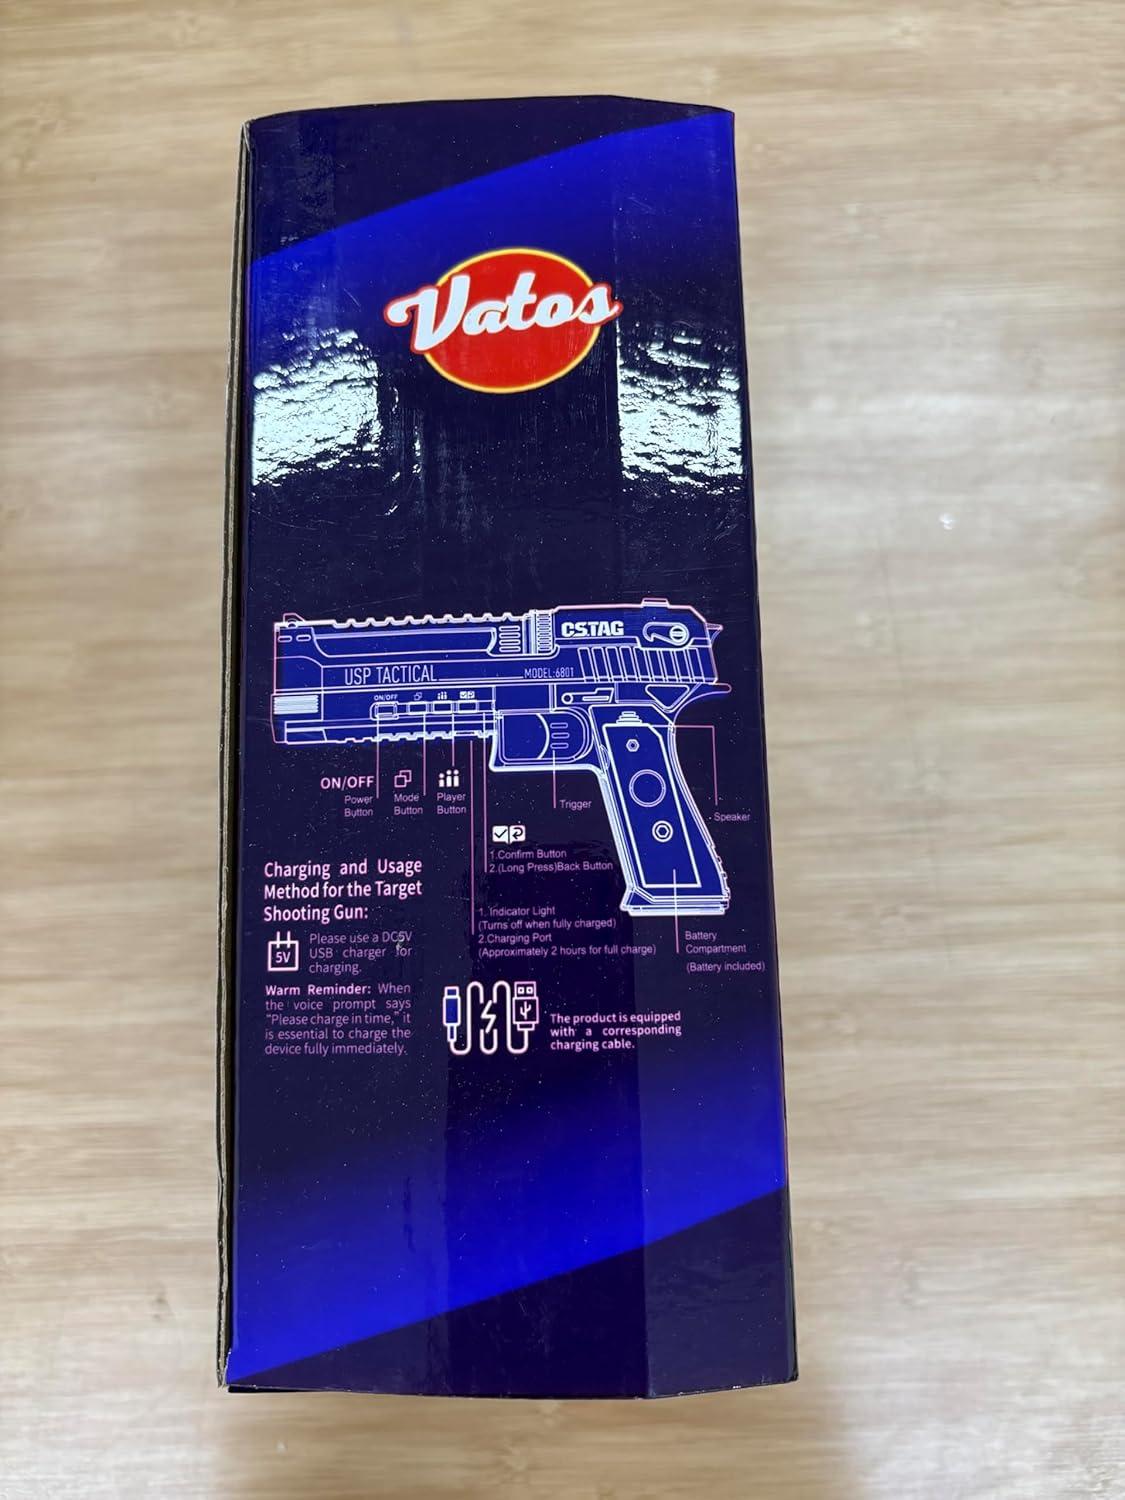 Vatos
CS.TAG
USP TACTICAL
MODEL:6801
ON/OFF
ON/OFF
Power
Button
Mode
Button
Player
Button
Trigger
Speaker
1.Confirm Button
2.(Long Press)Back Button
1. Indicator Light
(Turns off when fully charged)
2.Charging Port
(Approximately 2 hours for full charge)
Battery
Compartment
(Battery included)
Charging and Usage
Method for the Target
Shooting Gun:
5V
Please use a DC5V
USB charger for
charging.
Warm Reminder: When
the voice prompt says
"Please charge in time," it
is essential to charge the
device fully immediately.
The product is equipped
with a corresponding
charging cable.